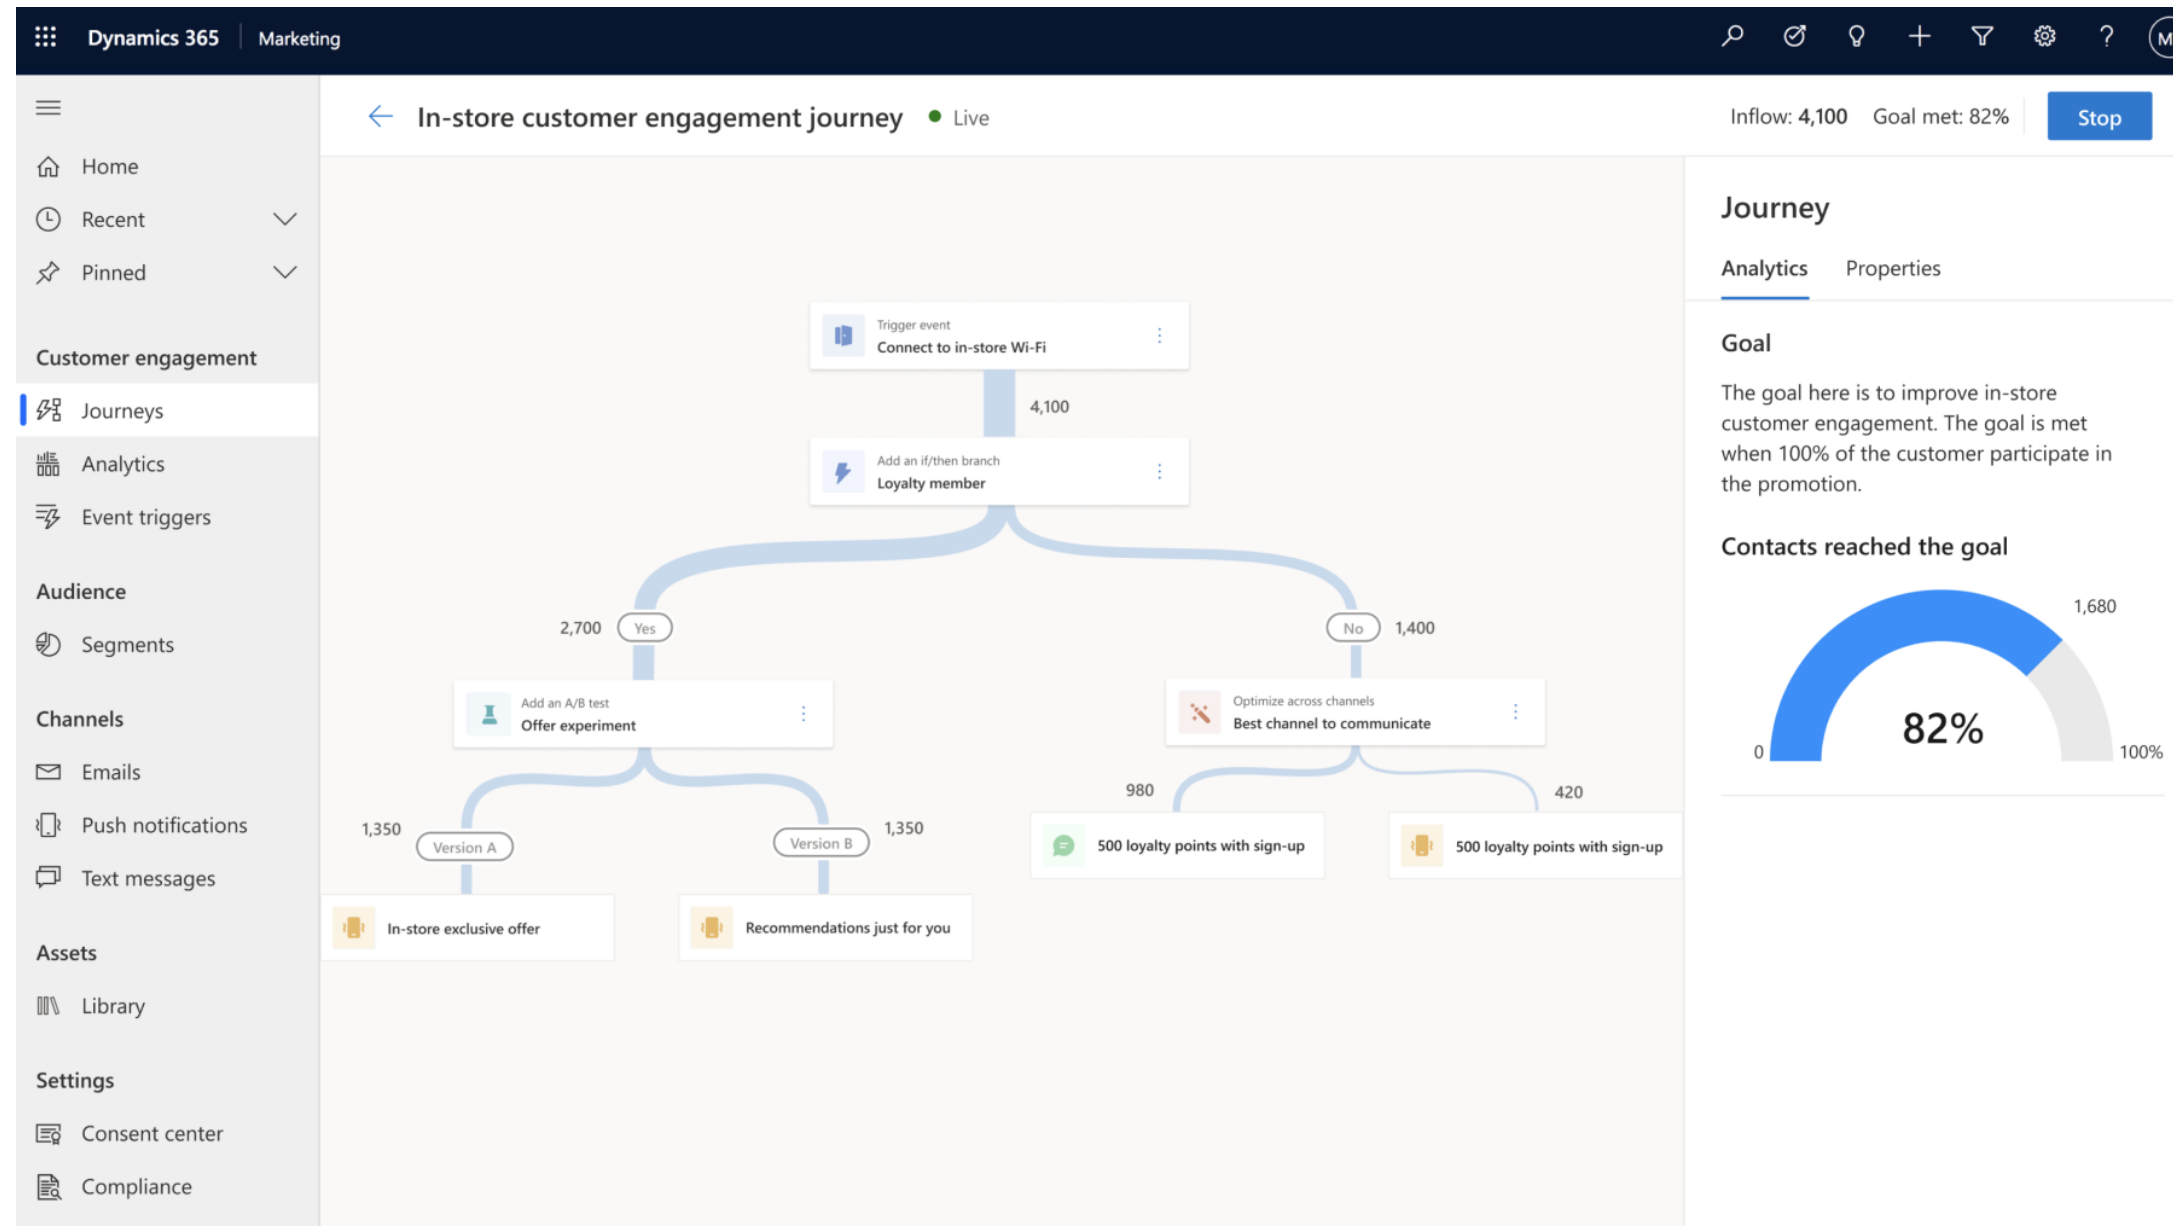 Dynamics 365
Marketing
M
Home
Recent
Pinned
Customer engagement
Journeys
Analytics
Event triggers
Audience
Segments
Channels
Emails
Push notifications
Text messages
Assets
Library
Settings
Consent center
Compliance
In-store customer engagement journey
Live
Inflow: 4,100
Goal met: 82%
Stop
Trigger event
Connect to in-store Wi-Fi
4,100
Add an if/then branch
Loyalty member
2,700
Yes
No
1,400
Add an A/B test
Offer experiment
Optimize across channels
Best channel to communicate
1,350
Version A
Version B
1,350
980
420
500 loyalty points with sign-up
500 loyalty points with sign-up
In-store exclusive offer
Recommendations just for you
Journey
Analytics
Properties
Goal
The goal here is to improve in-store
customer engagement. The goal is met
when 100% of the customer participate in
the promotion.
Contacts reached the goal
1,680
82%
0
100%